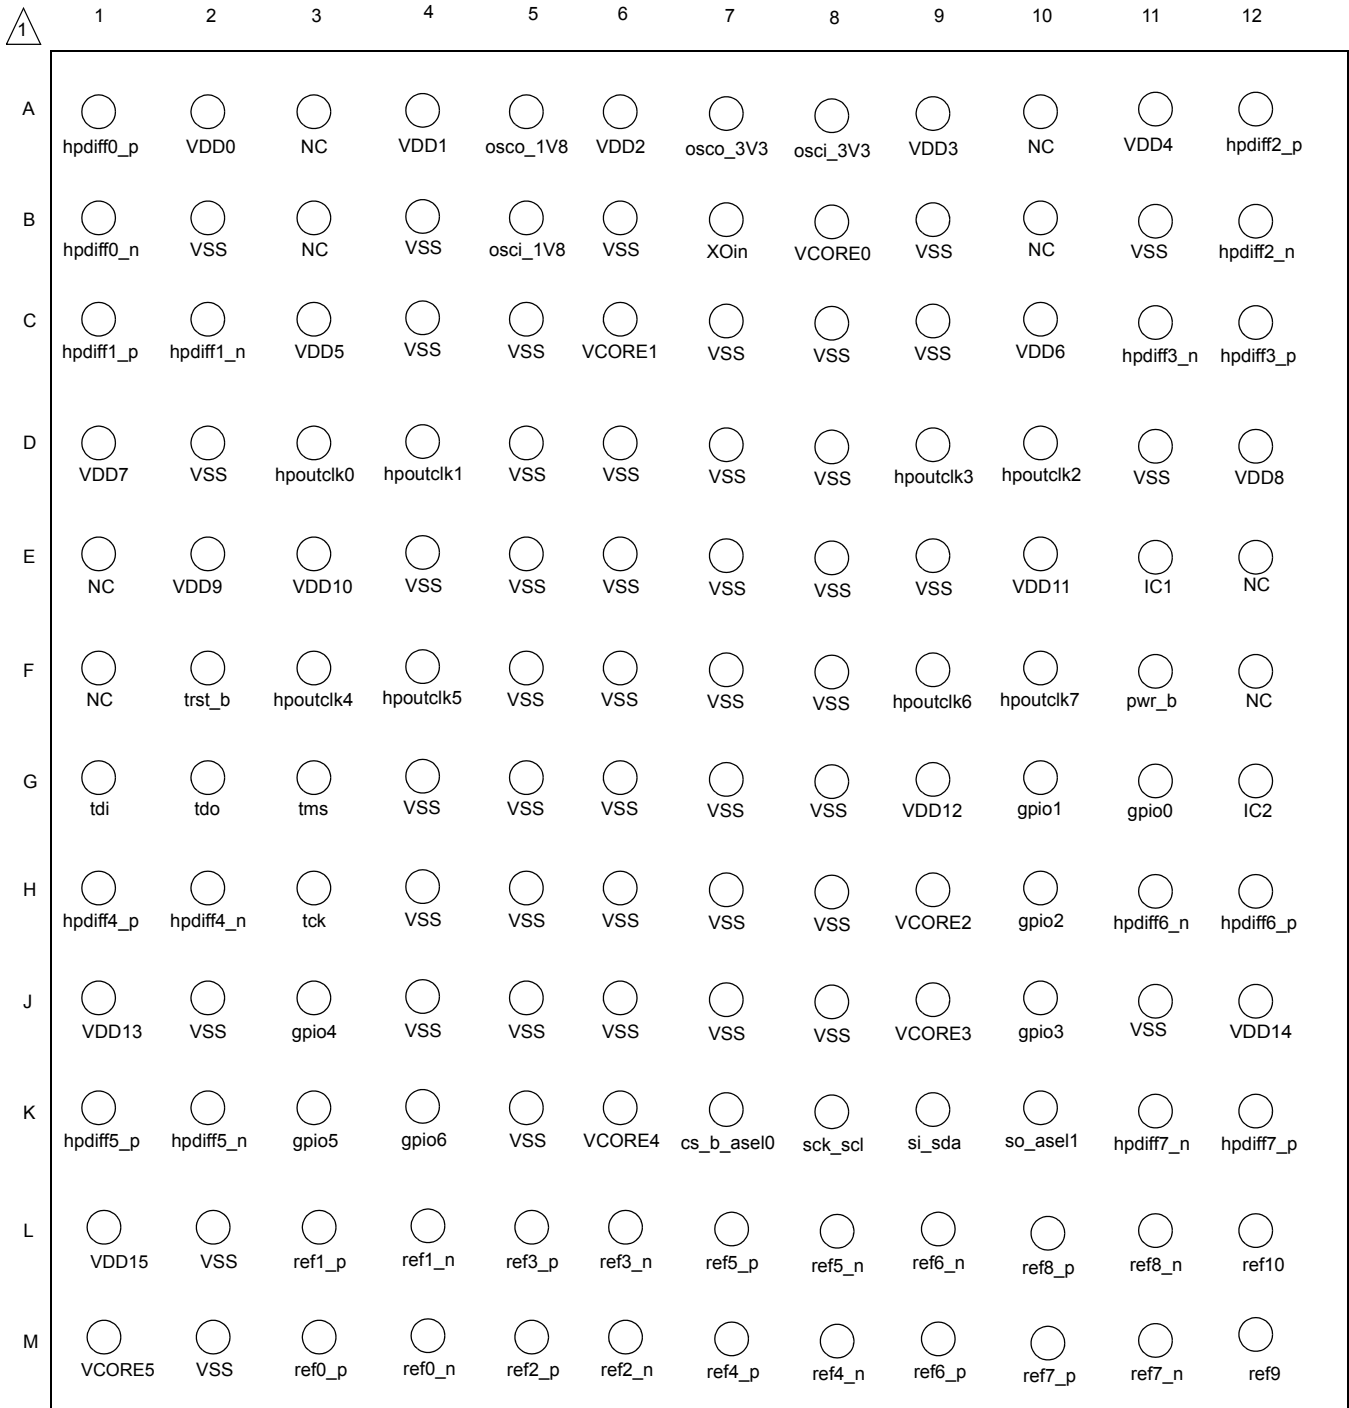 1 1 2 3 4 5 6 7 8 9 10 11 12
A
hpdiff0_p VDD0 NC VDD1 osco_1V8 VDD2 osco_3V3 osci_3V3 VDD3 NC VDD4 hpdiff2_p
B
hpdiff0_n VSS NC VSS osci_1V8 VSS XOin VCORE0 VSS NC VSS hpdiff2_n
C
hpdiff1_p hpdiff1_n VDD5 VSS VSS VCORE1 VSS VSS VSS VDD6 hpdiff3_n hpdiff3_p
D
VDD7 VSS hpoutclk0 hpoutclk1 VSS VSS VSS VSS hpoutclk3 hpoutclk2 VSS VDD8
E
NC VDD9 VDD10 VSS VSS VSS VSS VSS VSS VDD11 IC1 NC
F
NC trst_b hpoutclk4 hpoutclk5 VSS VSS VSS VSS hpoutclk6 hpoutclk7 pwr_b NC
G
tdi tdo tms VSS VSS VSS VSS VSS VDD12 gpio1 gpio0 IC2
H
hpdiff4_p hpdiff4_n tck VSS VSS VSS VSS VSS VCORE2 gpio2 hpdiff6_n hpdiff6_p
J
VDD13 VSS gpio4 VSS VSS VSS VSS VSS VCORE3 gpio3 VSS VDD14
K
hpdiff5_p hpdiff5_n gpio5 gpio6 VSS VCORE4 cs_b_asel0 sck_scl si_sda so_asel1 hpdiff7_n hpdiff7_p
L
VDD15 VSS ref1_p ref1_n ref3_p ref3_n ref5_p ref5_n ref6_n ref8_p ref8_n ref10
M
VCORE5 VSS ref0_p ref0_n ref2_p ref2_n ref4_p ref4_n ref6_p ref7_p ref7_n ref9